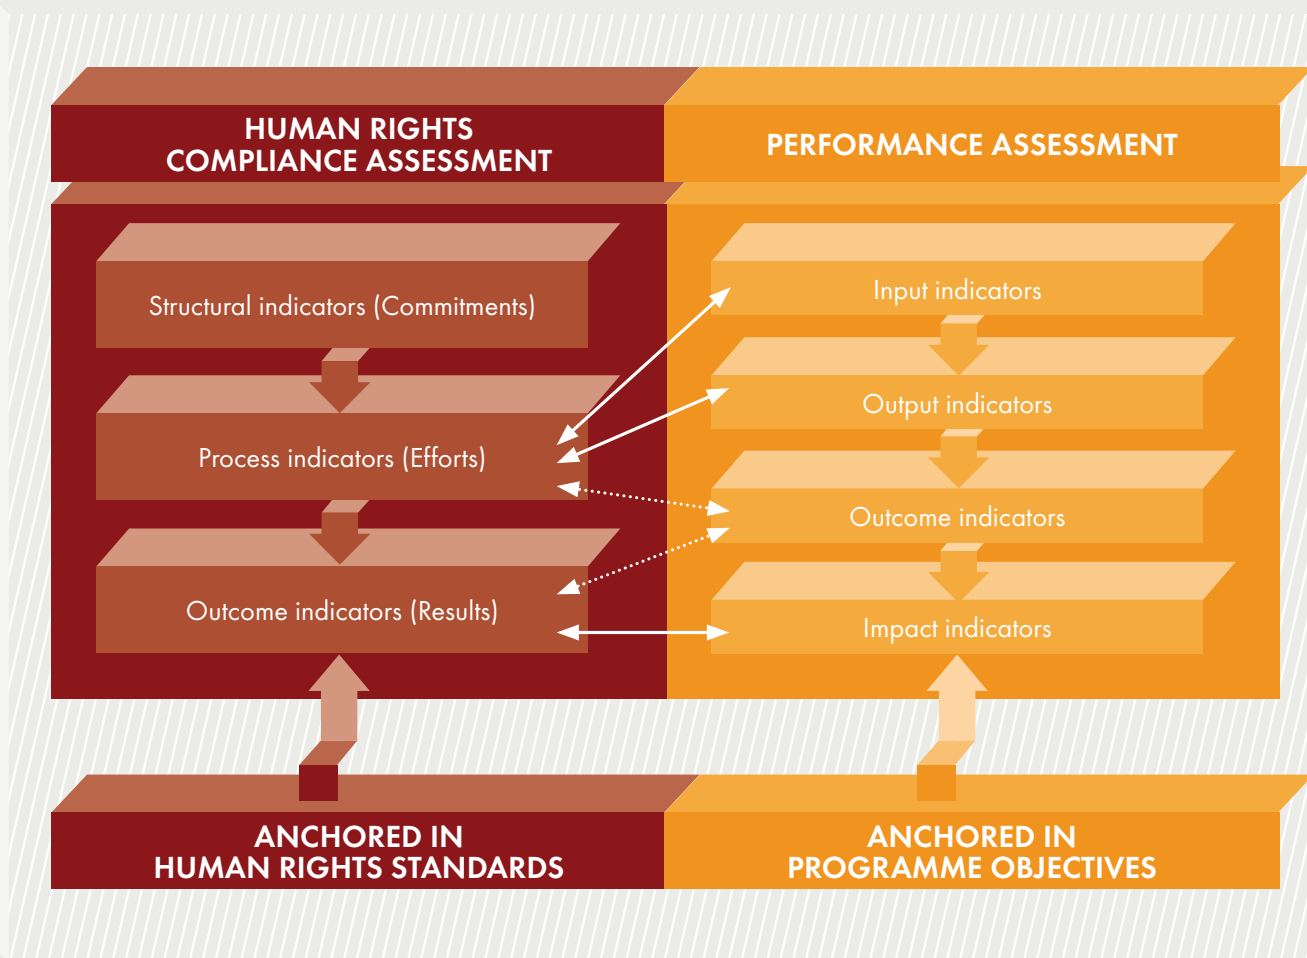 HUMAN RIGHTS
COMPLIANCE ASSESSMENT
PERFORMANCE ASSESSMENT
Structural indicators (Commitments)
Process indicators (Efforts)
Outcome indicators (Results)
Input indicators
Output indicators
Outcome indicators
Impact indicators
ANCHORED IN
HUMAN RIGHTS STANDARDS
ANCHORED IN
PROGRAMME OBJECTIVES